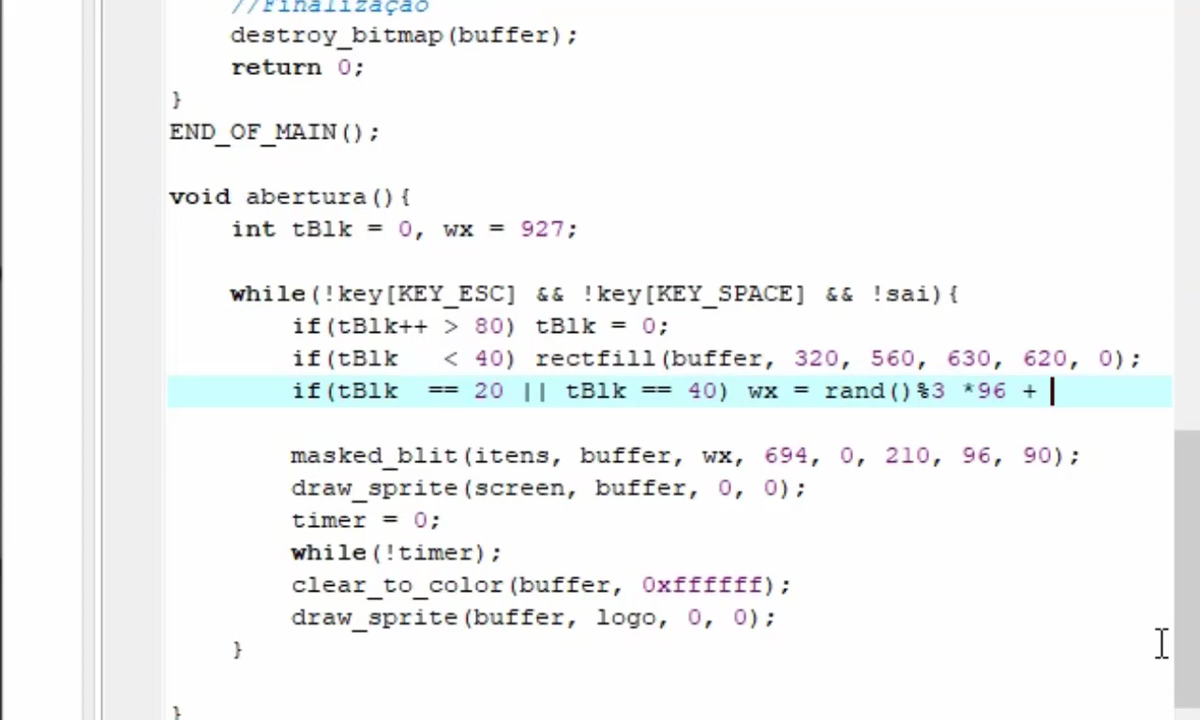 //Finalização
destroy_bitmap(buffer);
return 0;
}
END_OF_MAIN();
void abertura(){
int tBlk = 0, wx = 927;
while(!key[KEY_ESC] && !key[KEY_SPACE] && !sai){
if(tBlk++ > 80) tBlk = 0;
if(tBlk   < 40) rectfill(buffer, 320, 560, 630, 620, 0);
if(tBlk  == 20 || tBlk == 40) wx = rand()%3 *96 +
masked_blit(itens, buffer, wx, 694, 0, 210, 96, 90);
draw_sprite(screen, buffer, 0, 0);
timer = 0;
while(!timer);
clear_to_color(buffer, 0xffffff);
draw_sprite(buffer, logo, 0, 0);
}
}